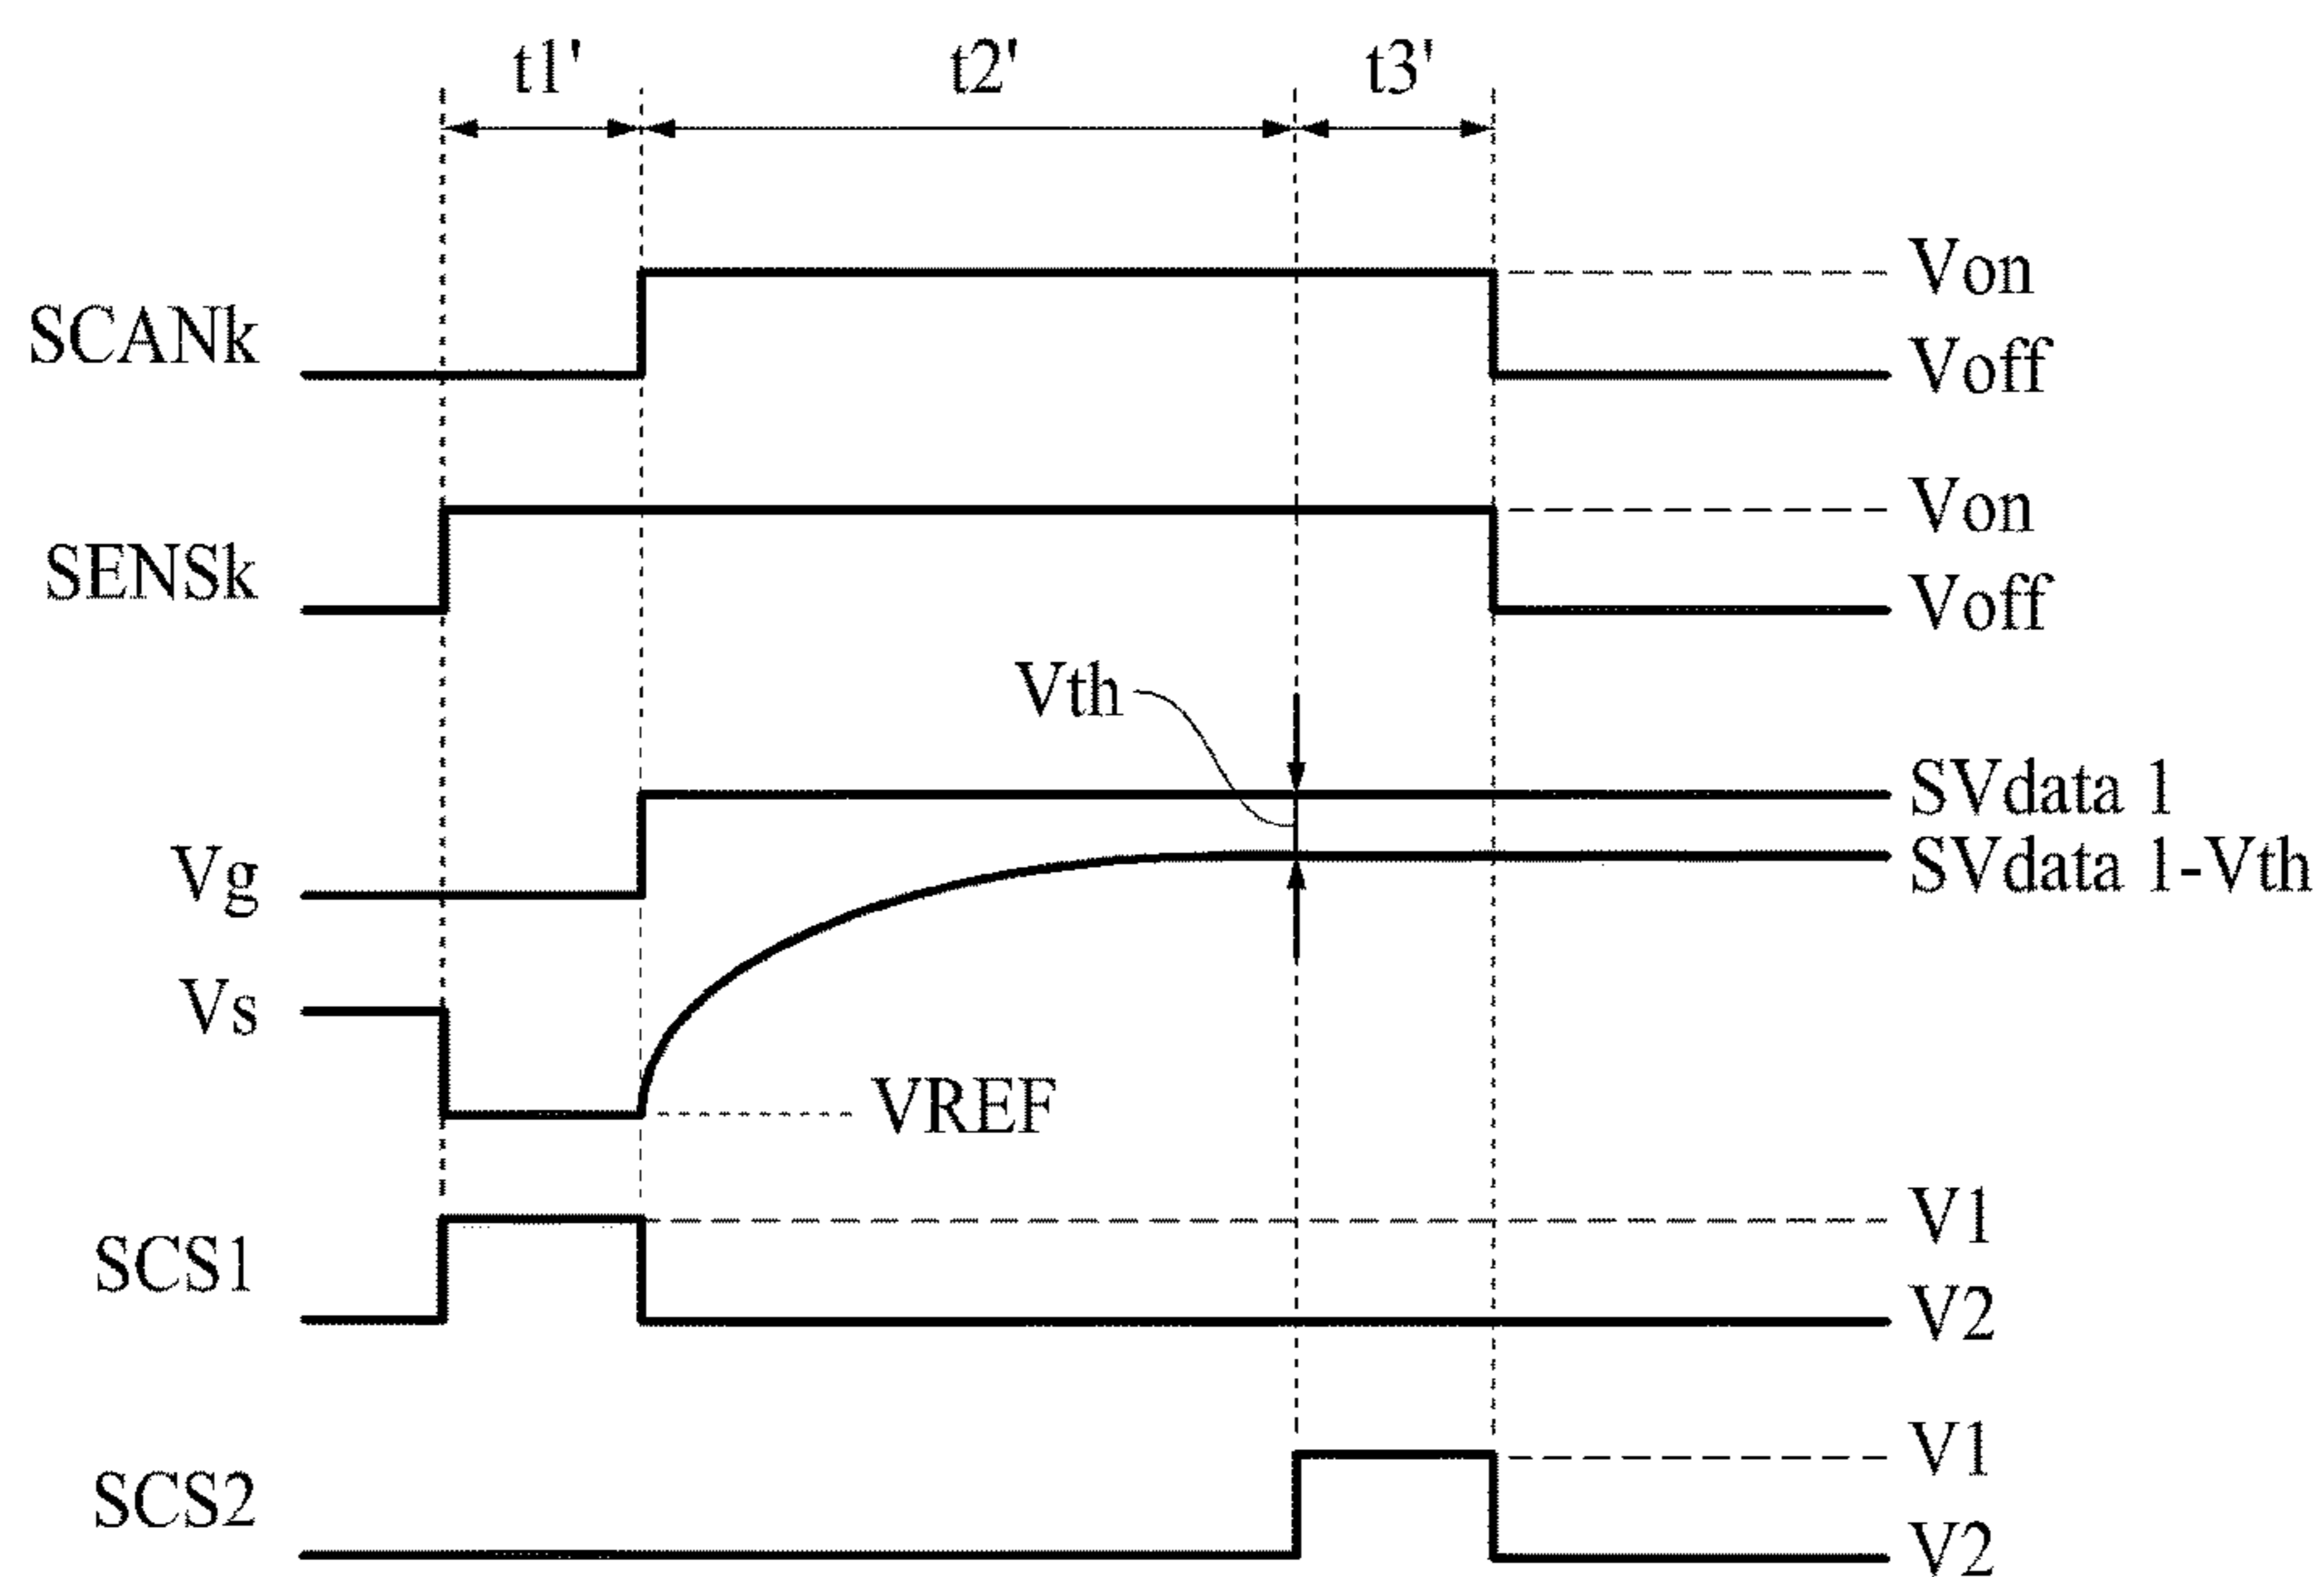 t1' t2' t3'
Von
SCANk
Voff
Von
SENSk
Voff
Vth
SVdata 1
Vg
SVdata 1-Vth
Vs
VREF
V1
SCS1
V2
V1
SCS2
V2